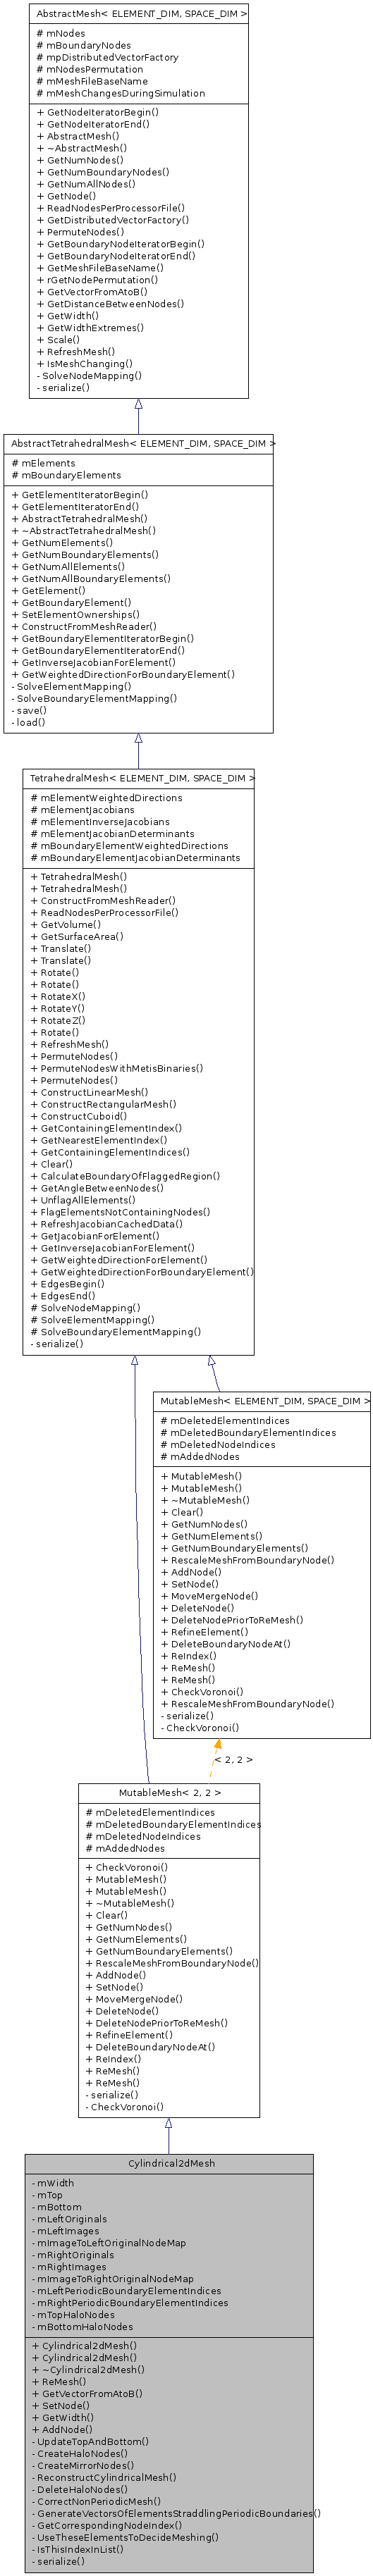 AbstractMesh< ELEMENT_DIM, SPACE_DIM >
# mNodes
# mBoundaryNodes
# mpDistributedVectorFactory
# mNodesPermutation
# mMeshFileBaseName
# mMeshChangesDuringSimulation
+ GetNodeIteratorBegin()
+ GetNodeIteratorEnd()
+ AbstractMesh()
+ ~AbstractMesh()
+ GetNumNodes()
+ GetNumBoundaryNodes()
+ GetNumAllNodes()
+ GetNode()
+ ReadNodesPerProcessorFile()
+ GetDistributedVectorFactory()
+ PermuteNodes()
+ GetBoundaryNodeIteratorBegin()
+ GetBoundaryNodeIteratorEnd()
+ GetMeshFileBaseName()
+ rGetNodePermutation()
+ GetVectorFromAtoB()
+ GetDistanceBetweenNodes()
+ GetWidth()
+ GetWidthExtremes()
+ Scale()
+ RefreshMesh()
+ IsMeshChanging()
- SolveNodeMapping()
- serialize()
AbstractTetrahedralMesh< ELEMENT_DIM, SPACE_DIM >
# mElements
# mBoundaryElements
+ GetElementIteratorBegin()
+ GetElementIteratorEnd()
+ AbstractTetrahedralMesh()
+ ~AbstractTetrahedralMesh()
+ GetNumElements()
+ GetNumBoundaryElements()
+ GetNumAllElements()
+ GetNumAllBoundaryElements()
+ GetElement()
+ GetBoundaryElement()
+ SetElementOwnerships()
+ ConstructFromMeshReader()
+ GetBoundaryElementIteratorBegin()
+ GetBoundaryElementIteratorEnd()
+ GetInverseJacobianForElement()
+ GetWeightedDirectionForBoundaryElement()
- SolveElementMapping()
- SolveBoundaryElementMapping()
- save()
- load()
TetrahedralMesh< ELEMENT_DIM, SPACE_DIM >
# mElementWeightedDirections
# mElementJacobians
# mElementInverseJacobians
# mElementJacobianDeterminants
# mBoundaryElementWeightedDirections
# mBoundaryElementJacobianDeterminants
+ TetrahedralMesh()
+ TetrahedralMesh()
+ ConstructFromMeshReader()
+ ReadNodesPerProcessorFile()
+ GetVolume()
+ GetSurfaceArea()
+ Translate()
+ Translate()
+ Rotate()
+ Rotate()
+ RotateX()
+ RotateY()
+ RotateZ()
+ Rotate()
+ RefreshMesh()
+ PermuteNodes()
+ PermuteNodesWithMetisBinaries()
+ PermuteNodes()
+ ConstructLinearMesh()
+ ConstructRectangularMesh()
+ ConstructCuboid()
+ GetContainingElementIndex()
+ GetNearestElementIndex()
+ GetContainingElementIndices()
+ Clear()
+ CalculateBoundaryOfFlaggedRegion()
+ GetAngleBetweenNodes()
+ UnflagAllElements()
+ FlagElementsNotContainingNodes()
+ RefreshJacobianCachedData()
+ GetJacobianForElement()
+ GetInverseJacobianForElement()
+ GetWeightedDirectionForElement()
+ GetWeightedDirectionForBoundaryElement()
+ EdgesBegin()
+ EdgesEnd()
# SolveNodeMapping()
# SolveElementMapping()
# SolveBoundaryElementMapping()
- serialize()
MutableMesh< ELEMENT_DIM, SPACE_DIM >
# mDeletedElementIndices
# mDeletedBoundaryElementIndices
# mDeletedNodeIndices
# mAddedNodes
+ MutableMesh()
+ MutableMesh()
+ ~MutableMesh()
+ Clear()
+ GetNumNodes()
+ GetNumElements()
+ GetNumBoundaryElements()
+ RescaleMeshFromBoundaryNode()
+ AddNode()
+ SetNode()
+ MoveMergeNode()
+ DeleteNode()
+ DeleteNodePriorToReMesh()
+ RefineElement()
+ DeleteBoundaryNodeAt()
+ ReIndex()
+ ReMesh()
+ ReMesh()
+ CheckVoronoi()
+ RescaleMeshFromBoundaryNode()
- serialize()
- CheckVoronoi()
< 2, 2 >
MutableMesh< 2, 2 >
# mDeletedElementIndices
# mDeletedBoundaryElementIndices
# mDeletedNodeIndices
# mAddedNodes
+ CheckVoronoi()
+ MutableMesh()
+ MutableMesh()
+ ~MutableMesh()
+ Clear()
+ GetNumNodes()
+ GetNumElements()
+ GetNumBoundaryElements()
+ RescaleMeshFromBoundaryNode()
+ AddNode()
+ SetNode()
+ MoveMergeNode()
+ DeleteNode()
+ DeleteNodePriorToReMesh()
+ RefineElement()
+ DeleteBoundaryNodeAt()
+ ReIndex()
+ ReMesh()
+ ReMesh()
- serialize()
- CheckVoronoi()
Cylindrical2dMesh
- mWidth
- mTop
- mBottom
- mLeftOriginals
- mLeftImages
- mImageToLeftOriginalNodeMap
- mRightOriginals
- mRightImages
- mImageToRightOriginalNodeMap
- mLeftPeriodicBoundaryElementIndices
- mRightPeriodicBoundaryElementIndices
- mTopHaloNodes
- mBottomHaloNodes
+ Cylindrical2dMesh()
+ Cylindrical2dMesh()
+ ~Cylindrical2dMesh()
+ ReMesh()
+ GetVectorFromAtoB()
+ SetNode()
+ GetWidth()
+ AddNode()
- UpdateTopAndBottom()
- CreateHaloNodes()
- CreateMirrorNodes()
- ReconstructCylindricalMesh()
- DeleteHaloNodes()
- CorrectNonPeriodicMesh()
- GenerateVectorsOfElementsStraddlingPeriodicBoundaries()
- GetCorrespondingNodeIndex()
- UseTheseElementsToDecideMeshing()
- IsThisIndexInList()
- serialize()